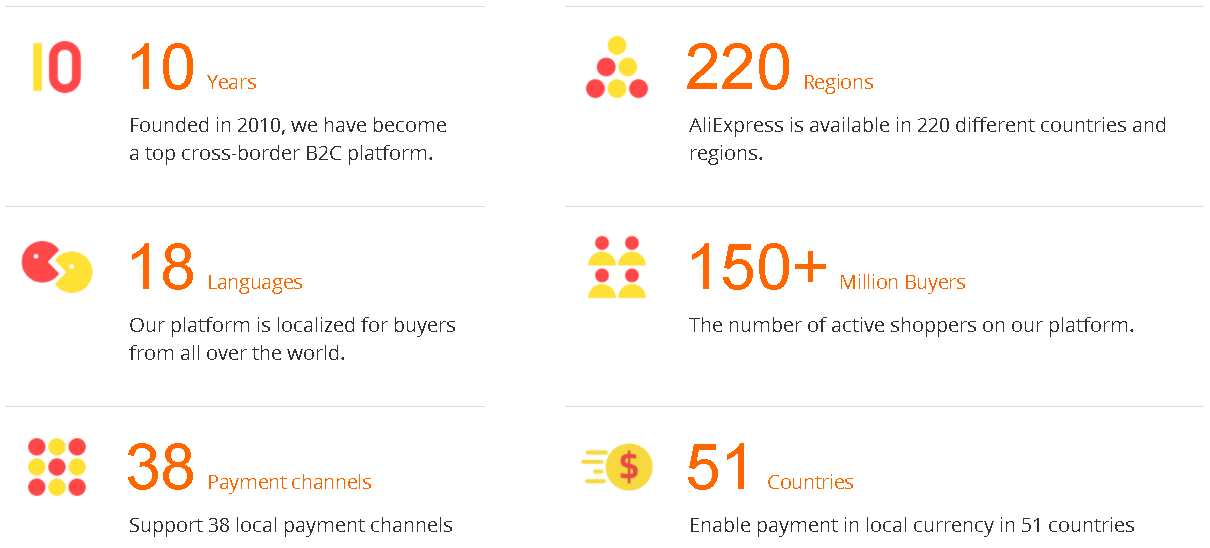 10 Years
Founded in 2010, we have become
a top cross-border B2C platform.
220 Regions
AliExpress is available in 220 different countries and
regions.
18 Languages
Our platform is localized for buyers
from all over the world.
150+ Million Buyers
The number of active shoppers on our platform.
38 Payment channels
Support 38 local payment channels
$
51 Countries
Enable payment in local currency in 51 countries